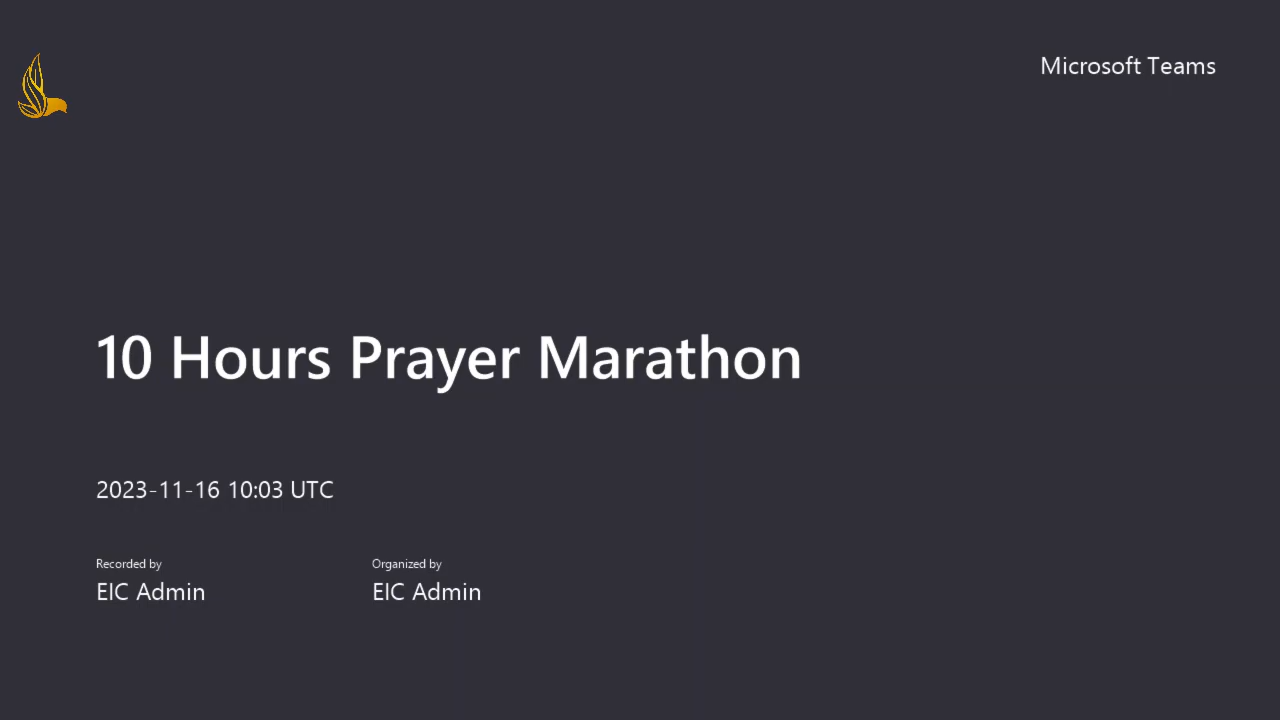 Microsoft Teams
10 Hours Prayer Marathon
2023-11-16 10:03 UTC
Recorded by
EIC Admin
Organized by
EIC Admin